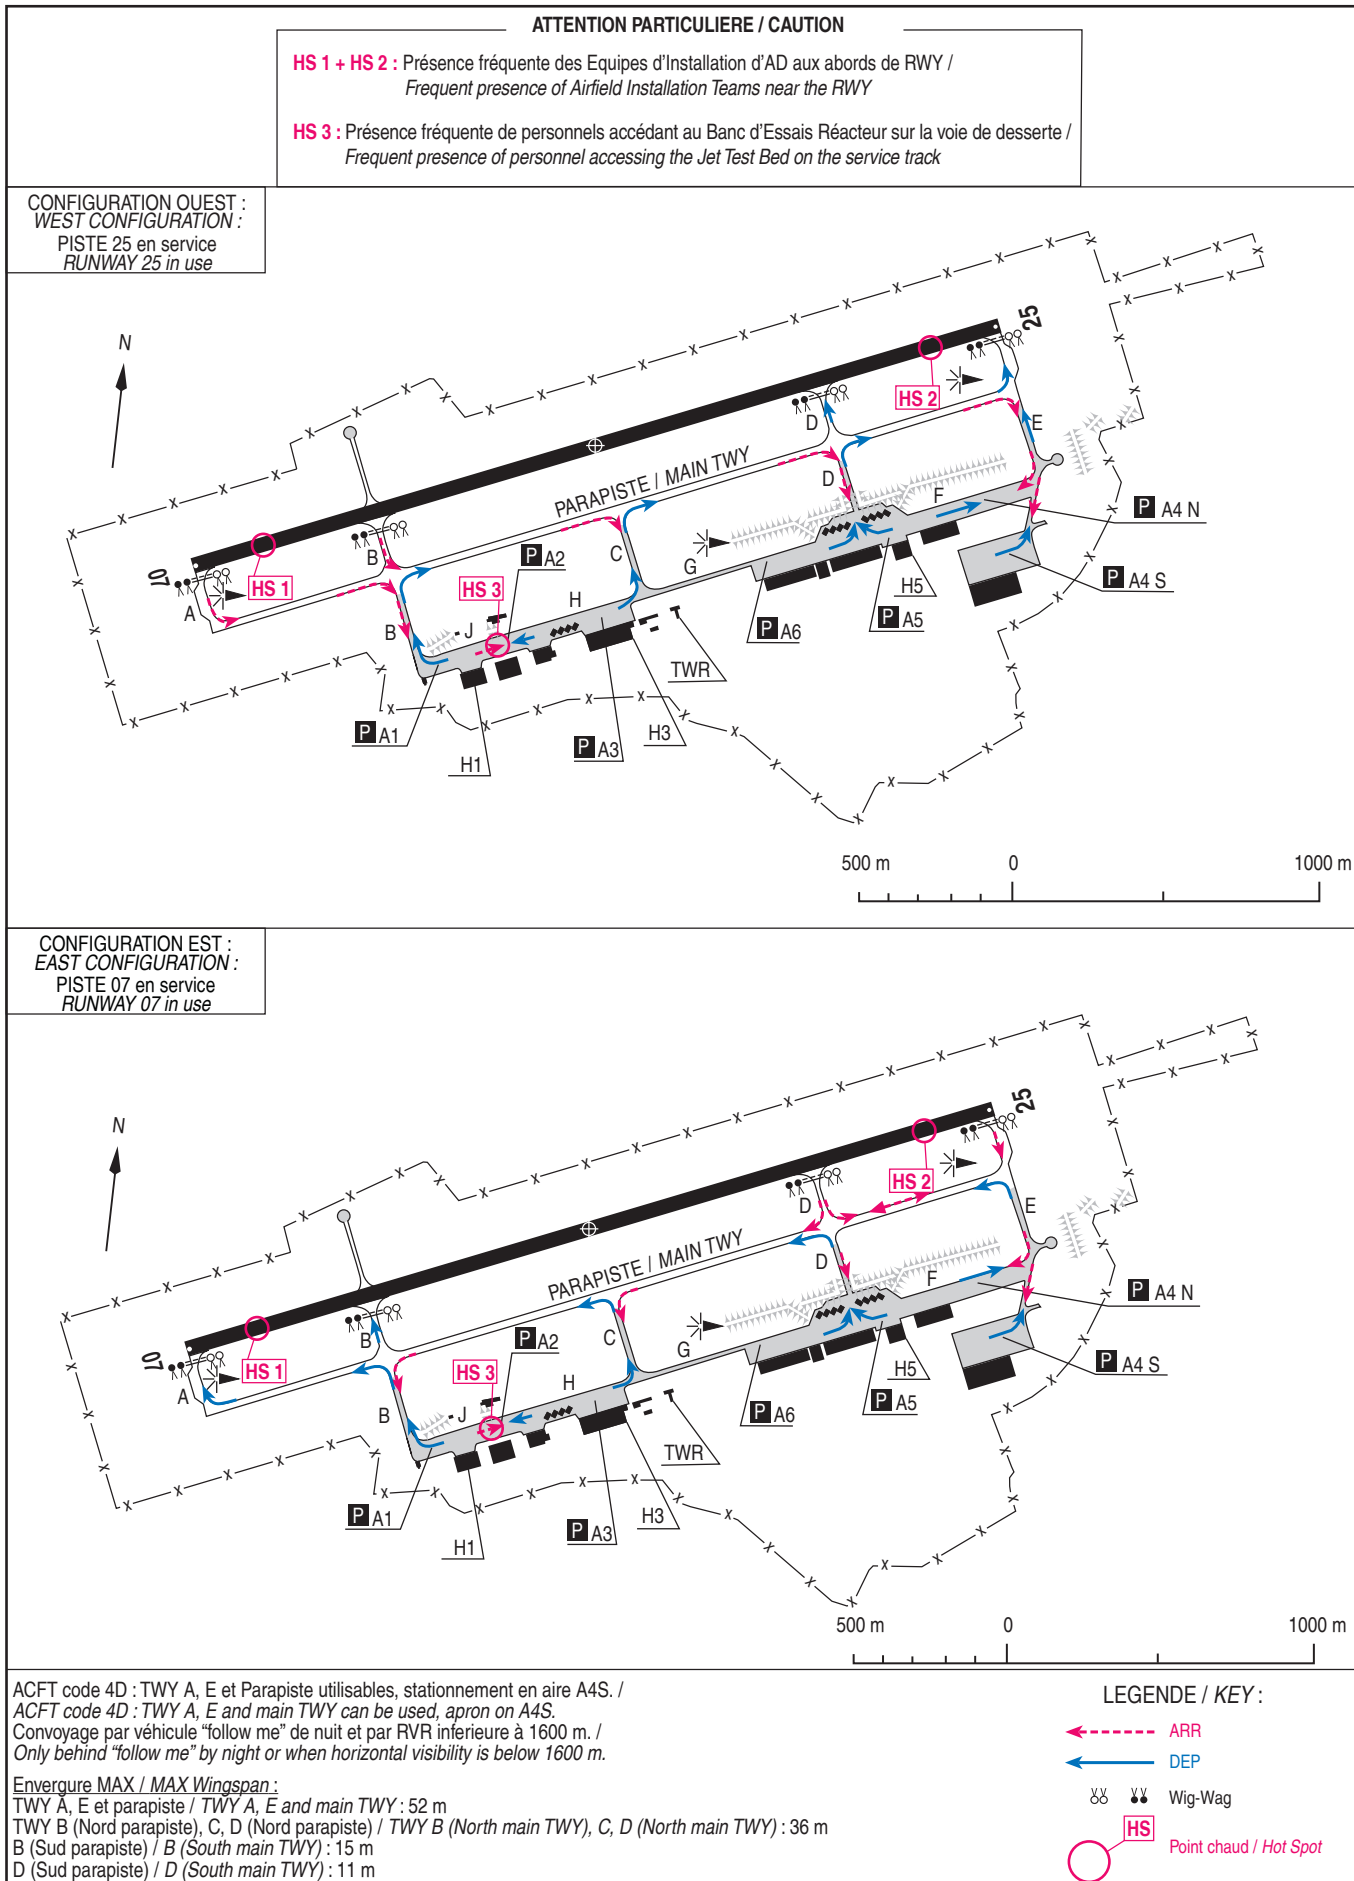 ATTENTION PARTICULIERE / CAUTION
HS 1 + HS 2 : Présence fréquente des Equipes d'Installation d'AD aux abords de RWY /
Frequent presence of Airfield Installation Teams near the RWY
HS 3 : Présence fréquente de personnels accédant au Banc d'Essais Réacteur sur la voie de desserte /
Frequent presence of personnel accessing the Jet Test Bed on the service track
CONFIGURATION OUEST :
WEST CONFIGURATION :
PISTE 25 en service
RUNWAY 25 in use
N
25
HS 2
D
E
PARAPISTE / MAIN TWY
D
F
P A4 N
B
P A2
C
G
07
HS 1
HS 3
H
H5
P A4 S
A
B
J
P A6
P A5
TWR
P A1
H1
P A3
H3
500 m
0
1000 m
CONFIGURATION EST :
EAST CONFIGURATION :
PISTE 07 en service
RUNWAY 07 in use
N
25
HS 2
D
E
PARAPISTE / MAIN TWY
D
F
P A4 N
B
P A2
C
G
07
HS 1
HS 3
H
H5
P A4 S
A
B
J
P A6
P A5
TWR
P A1
H1
P A3
H3
500 m
0
1000 m
ACFT code 4D : TWY A, E et Parapiste utilisables, stationnement en aire A4S. /
ACFT code 4D : TWY A, E and main TWY can be used, apron on A4S.
Convoyage par véhicule "follow me" de nuit et par RVR inferieure à 1600 m. /
Only behind "follow me" by night or when horizontal visibility is below 1600 m.
Envergure MAX / MAX Wingspan :
TWY A, E et parapiste / TWY A, E and main TWY : 52 m
TWY B (Nord parapiste), C, D (Nord parapiste) / TWY B (North main TWY), C, D (North main TWY) : 36 m
B (Sud parapiste) / B (South main TWY) : 15 m
D (Sud parapiste) / D (South main TWY) : 11 m
LEGENDE / KEY :
ARR
DEP
Wig-Wag
HS
Point chaud / Hot Spot